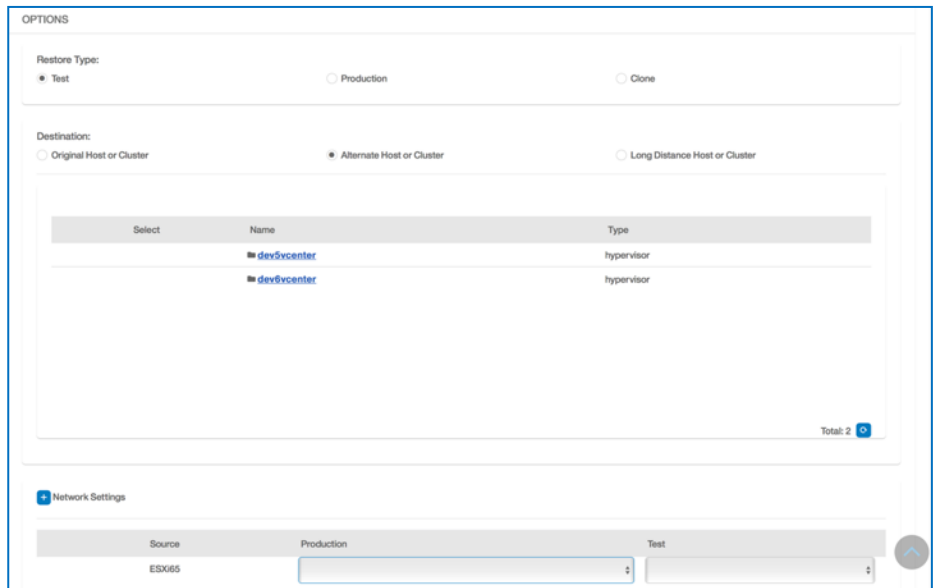 OPTIONS
Restore Type:
Test Production Clone
Destination:
Original Host or Cluster Alternate Host or Cluster Long Distance Host or Cluster
Select Name Type
dev5vcenter hypervisor
dev6vcenter hypervisor
Total: 2
Network Settings
Source Production Test
ESXi65